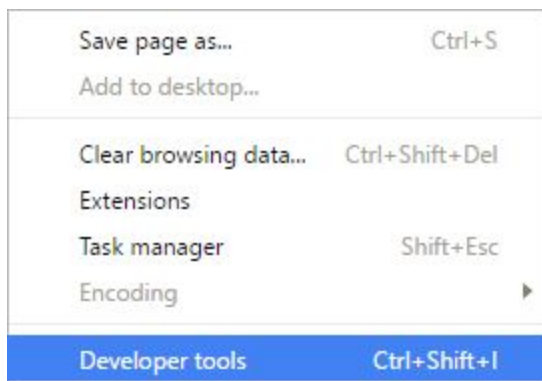 Save page as... Ctrl+S
Add to desktop...
Clear browsing data... Ctrl+Shift+Del
Extensions
Task manager Shift+Esc
Encoding
Developer tools Ctrl+Shift+I